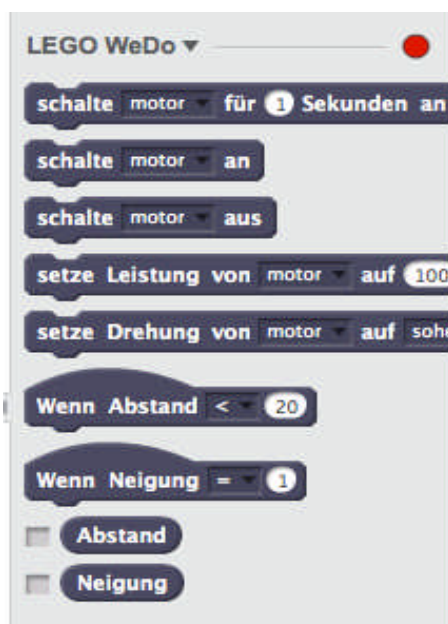 LEGO WeDo
schalte motor für 1 Sekunden an
schalte motor an
schalte motor aus
setze Leistung von motor auf 100
setze Drehung von motor auf
Wenn Abstand < 20
Wenn Neigung = 1
Abstand
Neigung